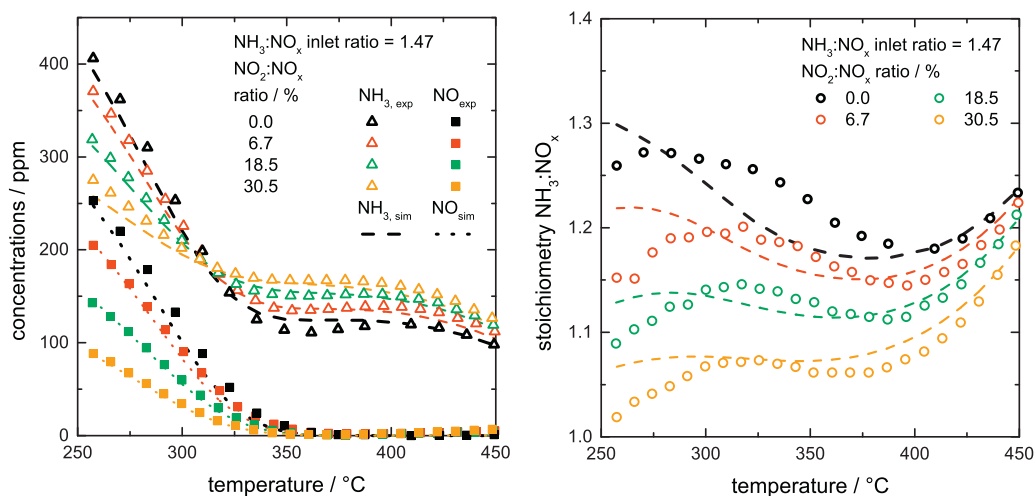 NH3:NOx inlet ratio = 1.47
NO2:NOx
ratio / % NH3, exp NOexp
0.0
6.7
18.5
30.5
NH3, sim NOsim
400
300
200
100
0
250 300 350 400 450
concentrations / ppm
temperature / °C
NH3:NOx inlet ratio = 1.47
NO2:NOx ratio / %
0.0 18.5
6.7 30.5
1.4
1.3
1.2
1.1
1.0
250 300 350 400 450
stoichiometry NH3:NOx
temperature / °C